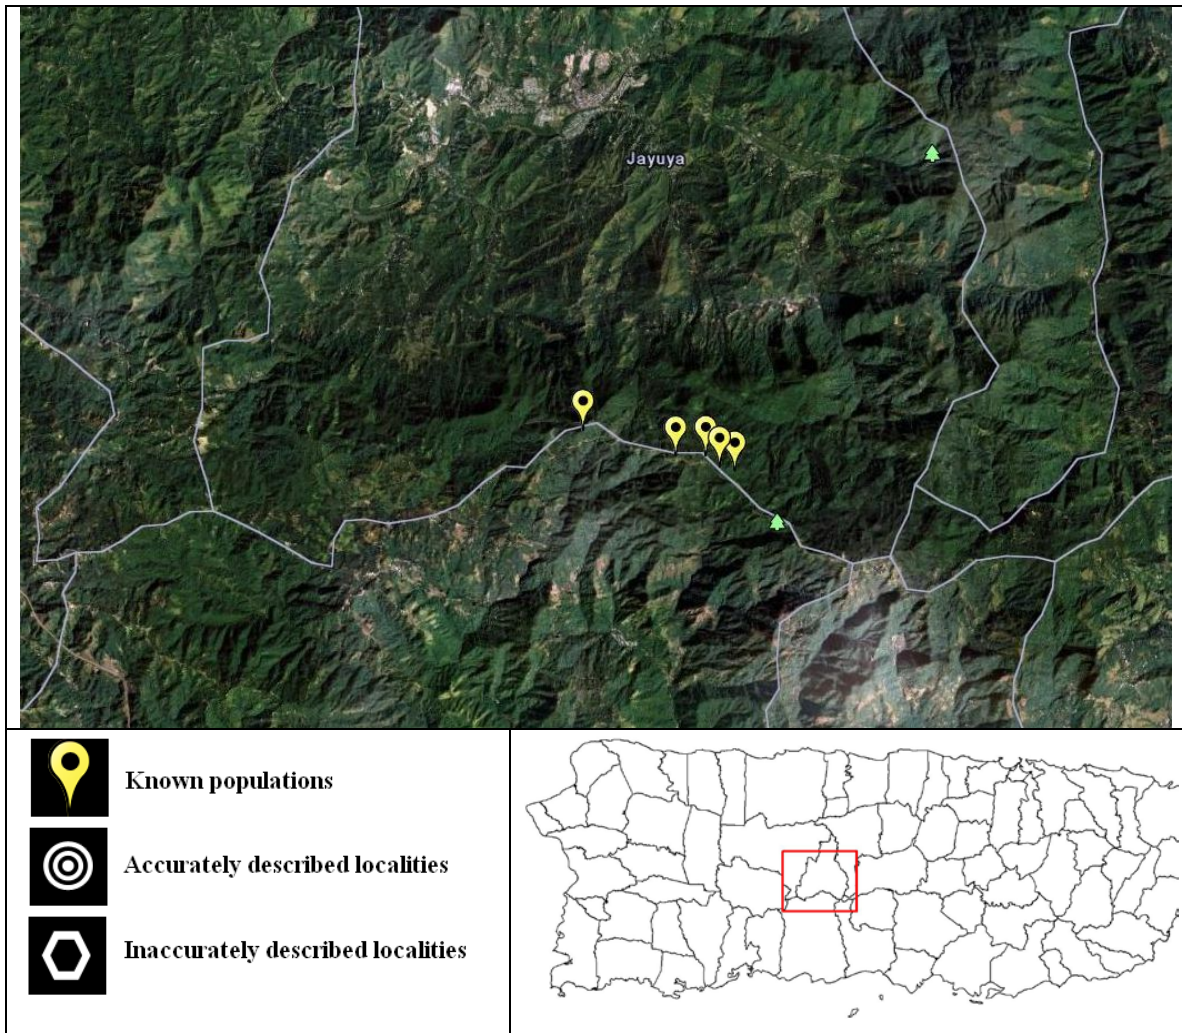 Jayuya
Known populations
Accurately described localities
Inaccurately described localities